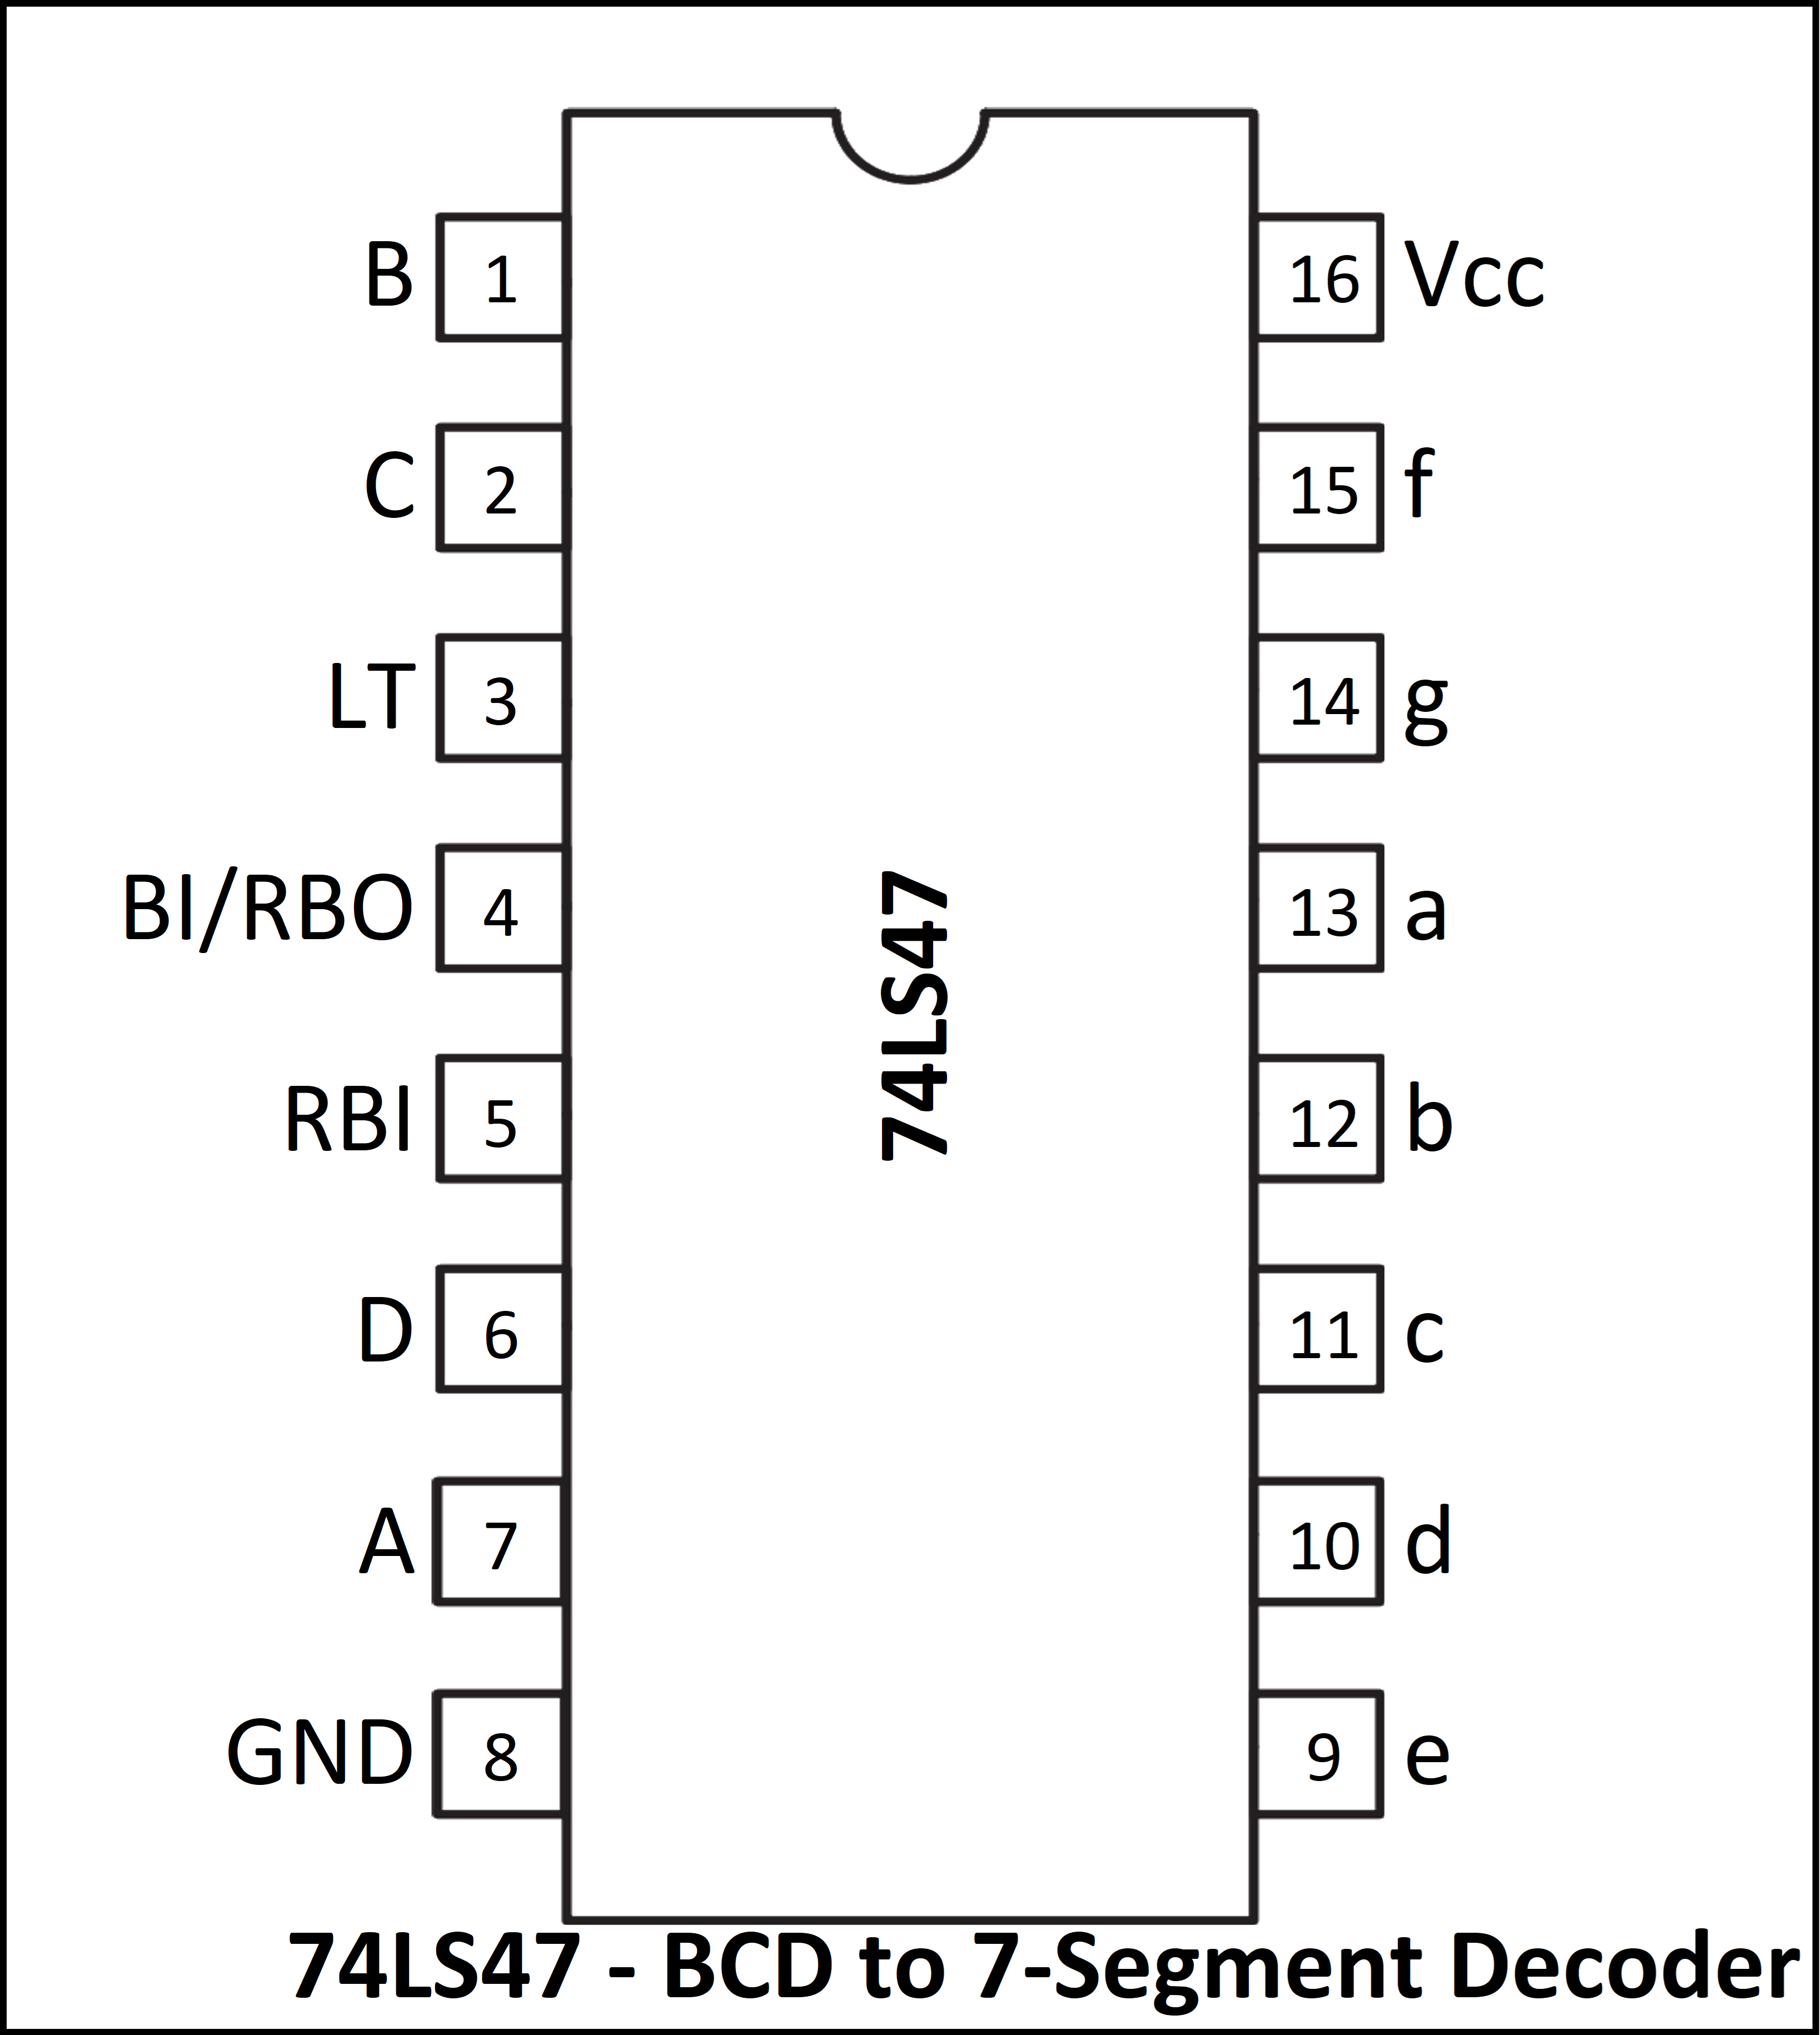 B 1 16 Vcc
C 2 15 f
LT 3 14 g
BI/RBO 4 13 a
74LS47
RBI 5 12 b
D 6 11 c
A 7 10 d
GND 8 9 e
74LS47 - BCD to 7-Segment Decoder